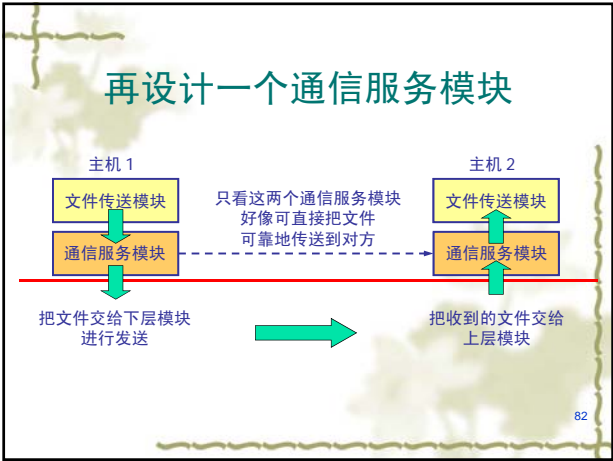 再设计一个通信服务模块
主机 1
主机 2
文件传送模块
只看这两个通信服务模块
好像可直接把文件
可靠地传送到对方
文件传送模块
通信服务模块
通信服务模块
把文件交给下层模块
进行发送
把收到的文件交给
上层模块
82